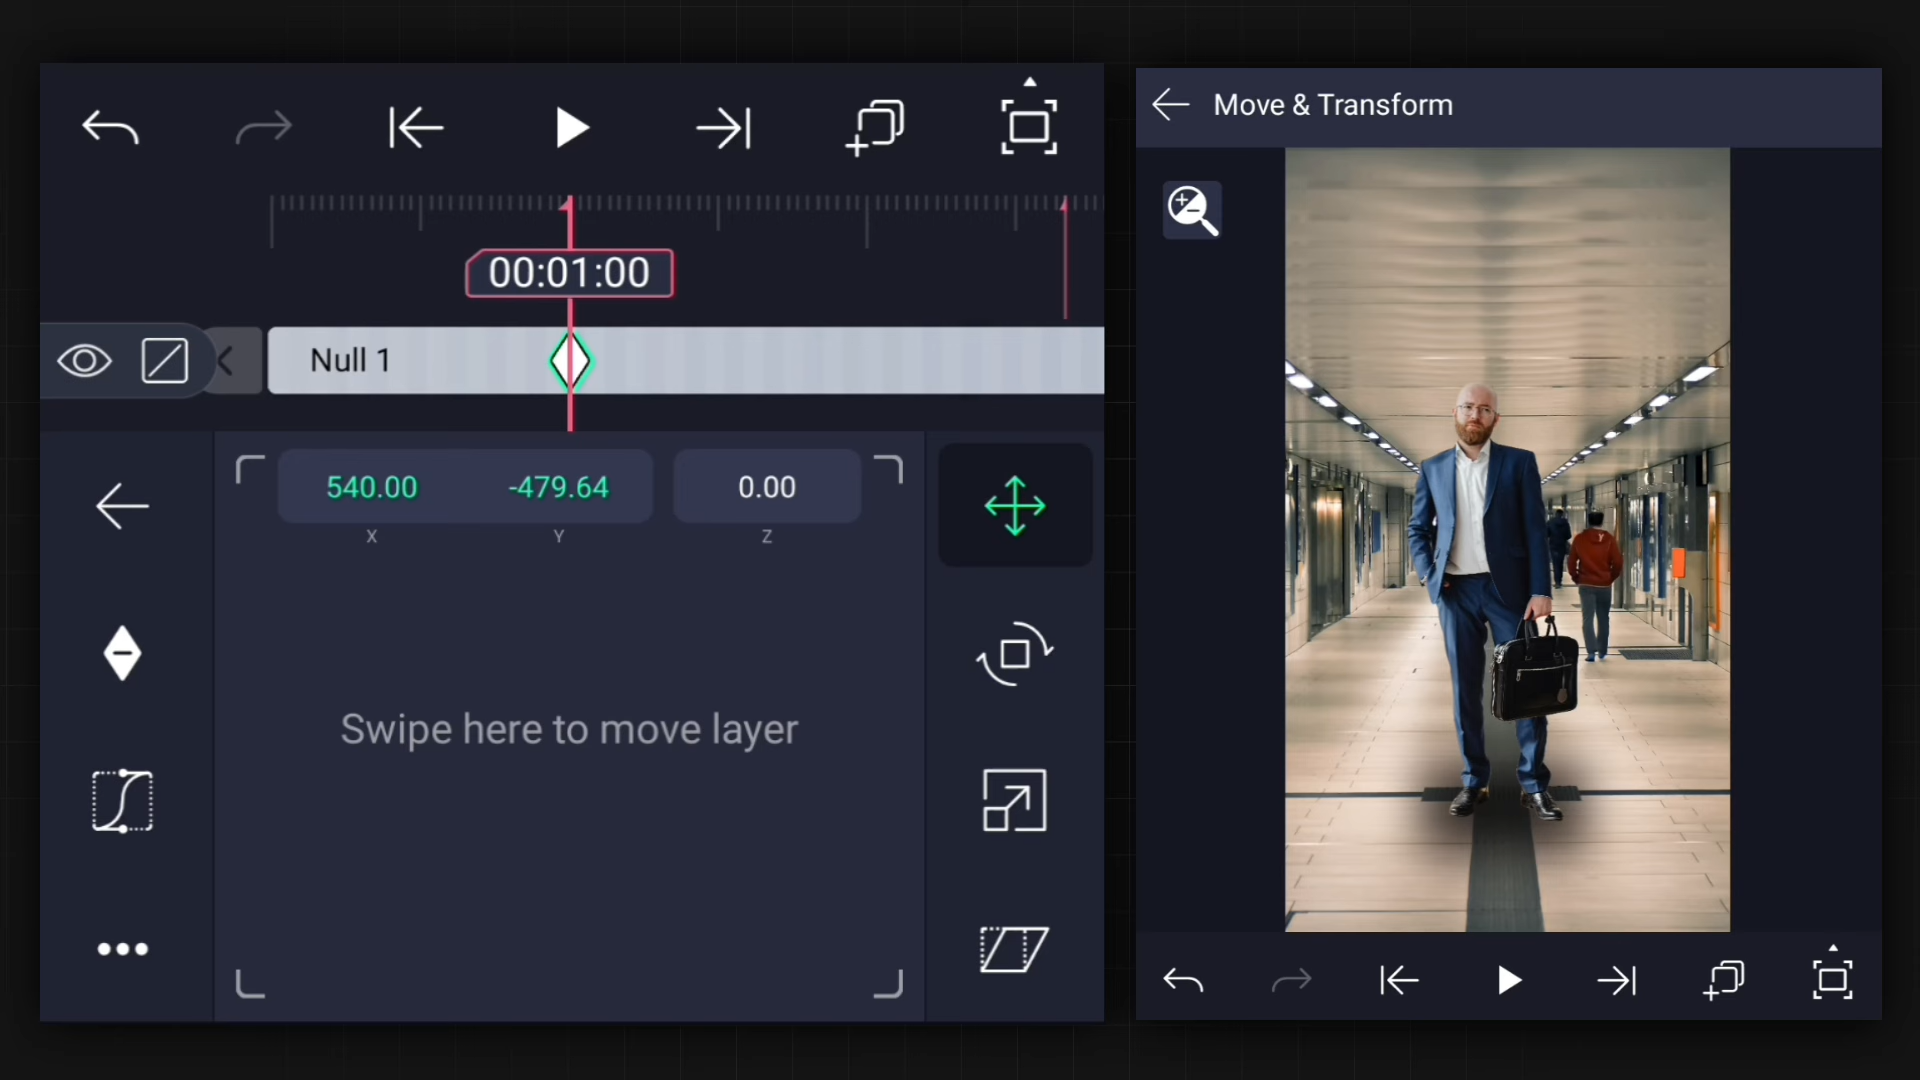 00:01:00
Null 1
540.00 -479.64 0.00
X Y Z
Swipe here to move layer
Move & Transform